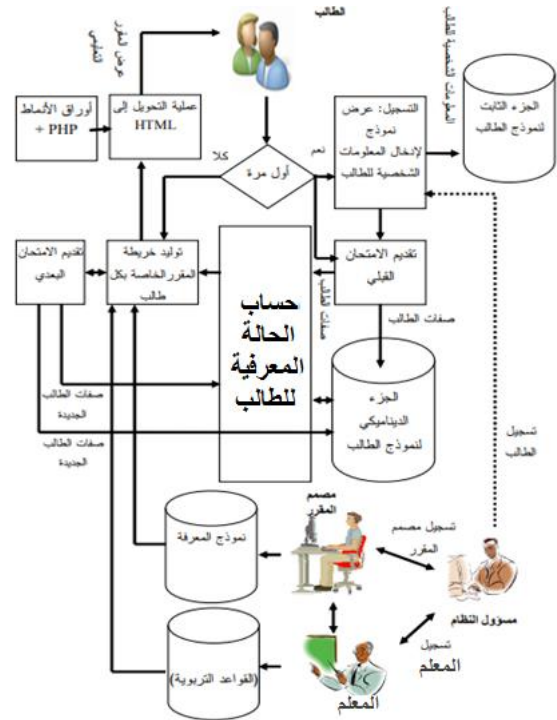 الطالب
المعلومات الشخصية للطالب
عرض المقرر
التعليمي
أوراق الأنماط
+ PHP
عملية التحويل إلى
HTML
التسجيل: عرض
نموذج
لإدخال المعلومات
الشخصية للطالب
الجزء الثابت
لنموذج الطالب
نعم
كلا
أول مرة
تقديم الامتحان
القبلي
توليد خريطة
المقرر الخاصة بكل
طالب
تقديم الامتحان
البعدي
حساب
الحالة
المعرفية
للطالب
صفات الطالب
صفات الطالب
الجزء
الديناميكي
لنموذج الطالب
صفات الطالب
الجديدة
صفات الطالب
الجديدة
تسجيل
الطالب
مصمم
المقرر
تسجيل مصمم
المقرر
نموذج المعرفة
مسؤول النظام
تسجيل
المعلم
المعلم
(القواعد التربوية)